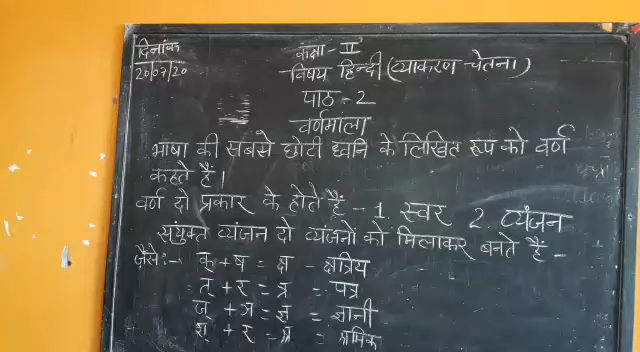 दिनांक
20/07/20
कक्षा - II
विषय हिन्दी (व्याकरण चेतना)
पाठ - 2
वर्णमाला
भाषा की सबसे छोटी ध्वनि के लिखित रूप को वर्ण
कहते हैं।
वर्ण दो प्रकार के होते हैं - 1. स्वर 2. व्यंजन
संयुक्त व्यंजन दो व्यंजनों को मिलाकर बनते हैं -
जैसे:- क् + ष = क्ष - क्षत्रिय
त् + र = त्र = पत्र
ज् + ञ = ज्ञ = ज्ञानी
श् + र = श्र = श्रमिक